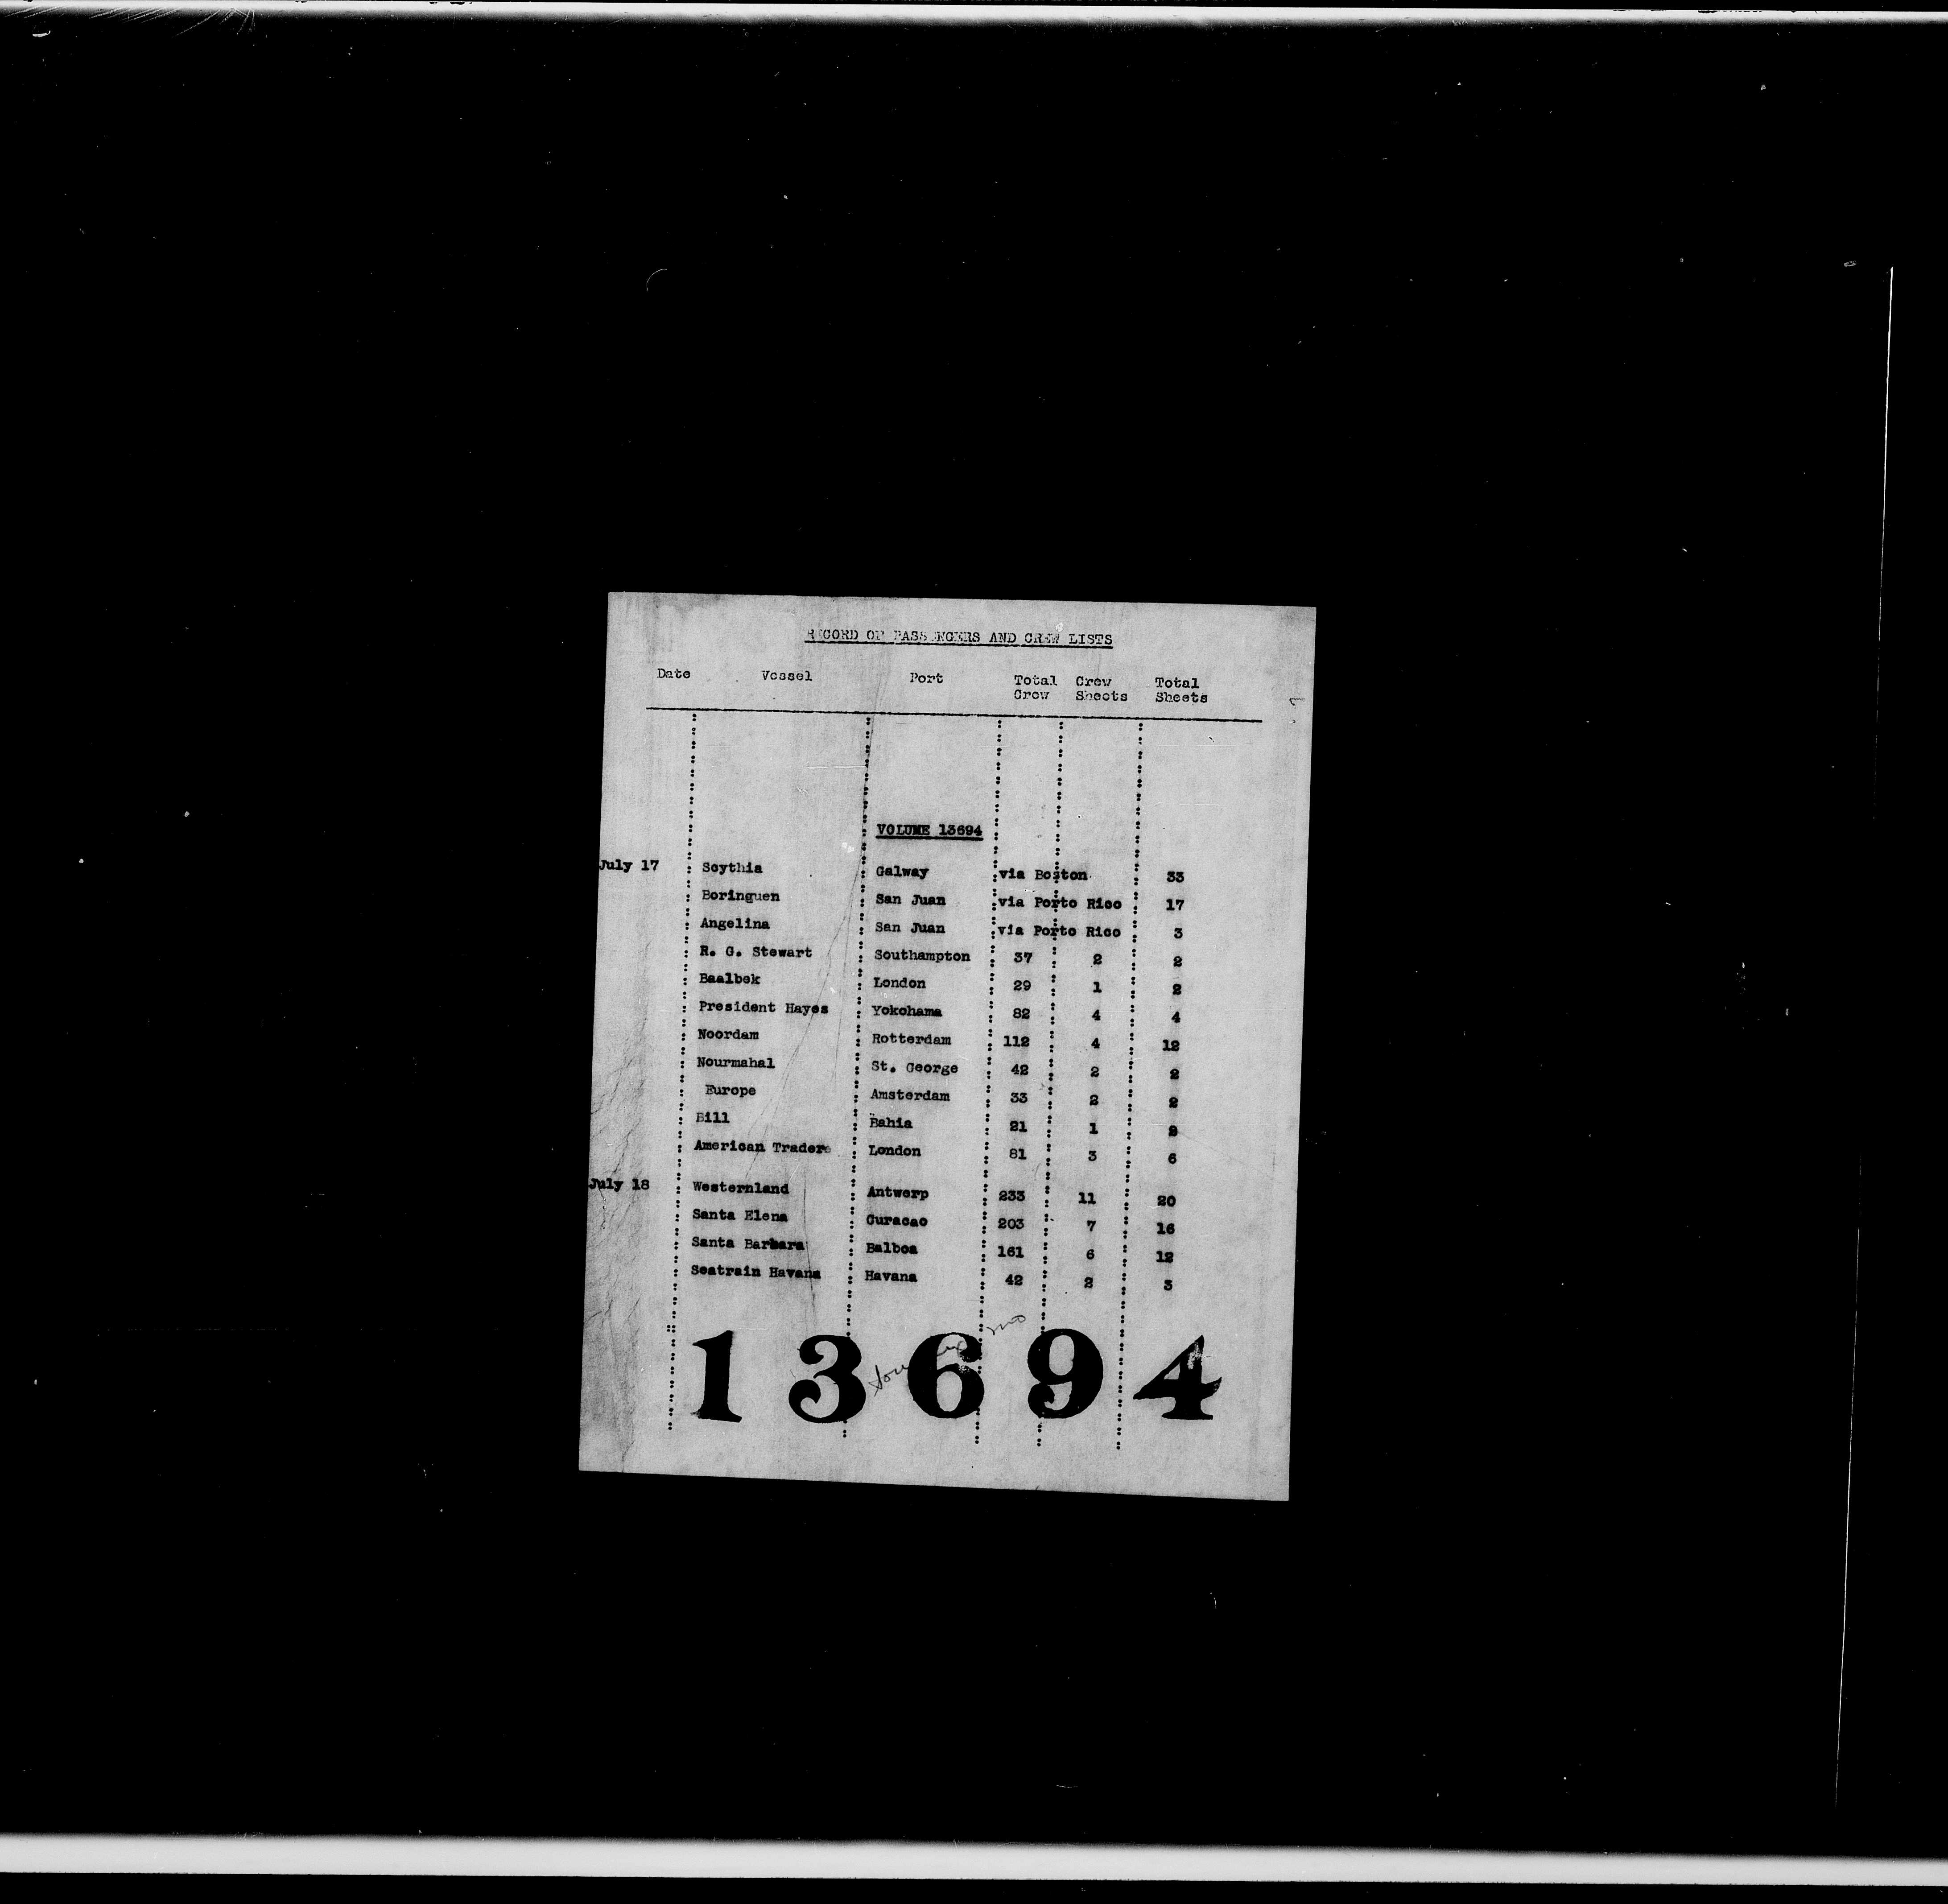 RECORD OF PASSENGERS AND CREW LISTS
Date Vessel Port Total Crew Total
Crew Sheets Sheets
VOLUME 13694
July 17 Scythia Galway via Boston 33
Boringuen San Juan via Porto Rico 17
Angelina San Juan via Porto Rico 3
R. G. Stewart Southampton 37 2 2
Baalbek London 29 1 2
President Hayes Yokohama 82 4 4
Noordam Rotterdam 112 4 12
Nourmahal St. George 42 2 2
Europe Amsterdam 33 2 2
Bill Bahia 21 1 2
American Trader London 81 3 6
July 18 Westernland Antwerp 233 11 20
Santa Elena Curacao 203 7 16
Santa Barbara Balboa 161 6 12
Seatrain Havana Havana 42 2 3
13694